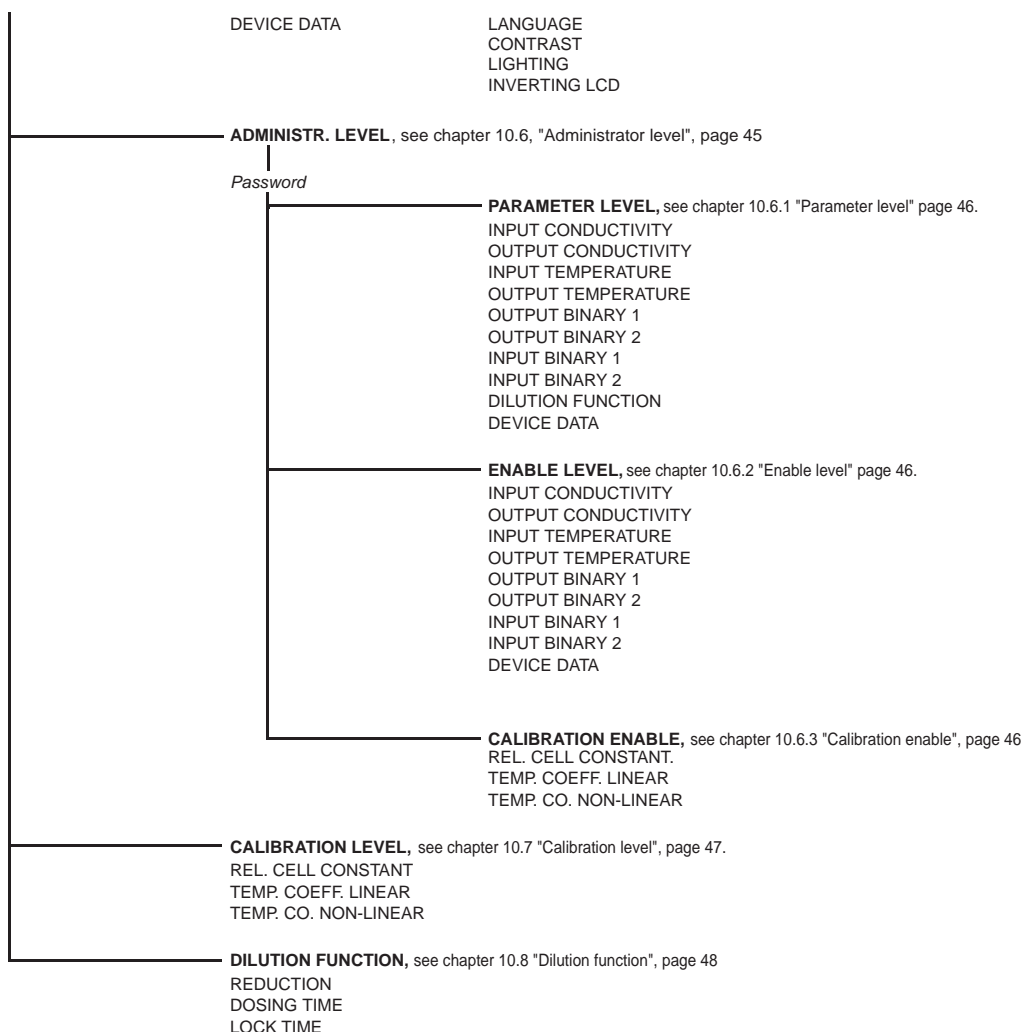 DEVICE DATA LANGUAGE
CONTRAST
LIGHTING
INVERTING LCD
ADMINISTR. LEVEL, see chapter 10.6, "Administrator level", page 45
Password
PARAMETER LEVEL, see chapter 10.6.1 "Parameter level" page 46.
INPUT CONDUCTIVITY
OUTPUT CONDUCTIVITY
INPUT TEMPERATURE
OUTPUT TEMPERATURE
OUTPUT BINARY 1
OUTPUT BINARY 2
INPUT BINARY 1
INPUT BINARY 2
DILUTION FUNCTION
DEVICE DATA
ENABLE LEVEL, see chapter 10.6.2 "Enable level" page 46.
INPUT CONDUCTIVITY
OUTPUT CONDUCTIVITY
INPUT TEMPERATURE
OUTPUT TEMPERATURE
OUTPUT BINARY 1
OUTPUT BINARY 2
INPUT BINARY 1
INPUT BINARY 2
DEVICE DATA
CALIBRATION ENABLE, see chapter 10.6.3 "Calibration enable", page 46
REL. CELL CONSTANT.
TEMP. COEFF. LINEAR
TEMP. CO. NON-LINEAR
CALIBRATION LEVEL, see chapter 10.7 "Calibration level", page 47.
REL. CELL CONSTANT
TEMP. COEFF. LINEAR
TEMP. CO. NON-LINEAR
DILUTION FUNCTION, see chapter 10.8 "Dilution function", page 48
REDUCTION
DOSING TIME
LOCK TIME